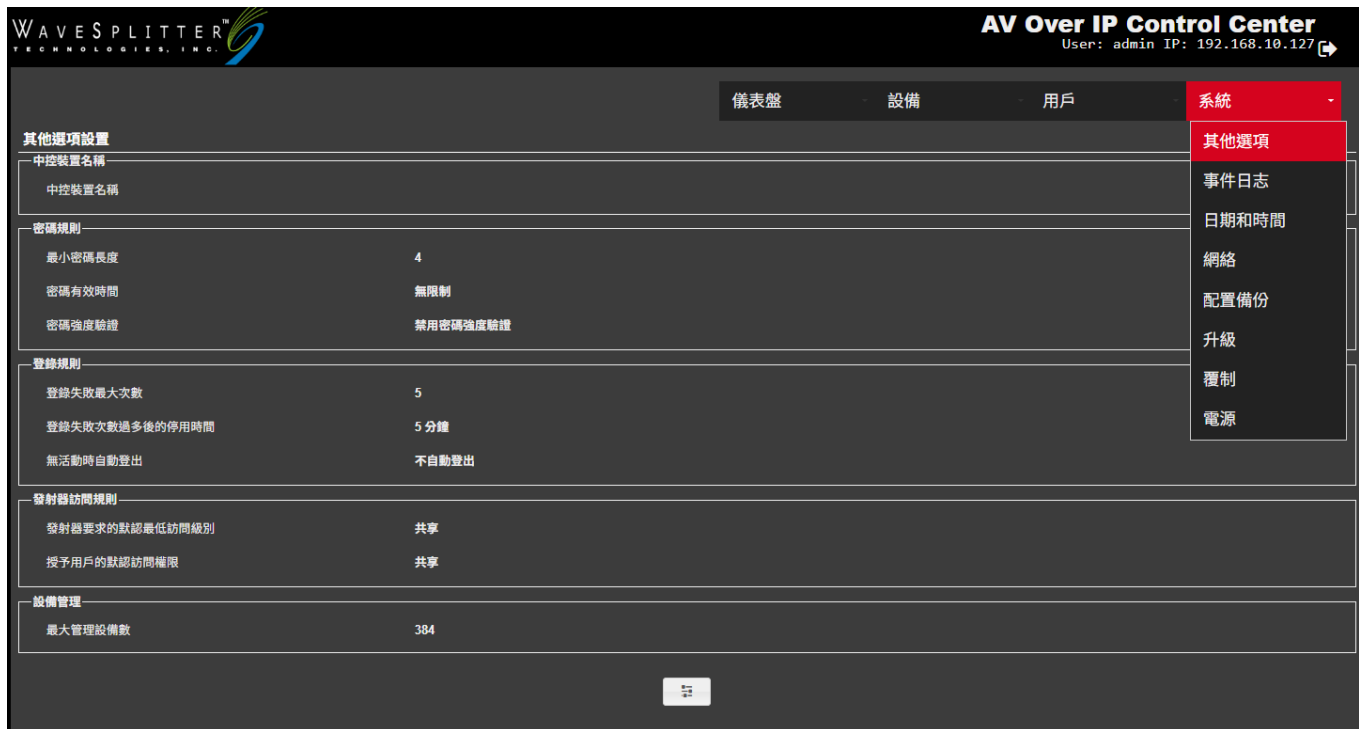 WAVESPLITTER™
TECHNOLOGIES, INC.
AV Over IP Control Center
User: admin IP: 192.168.10.127
儀表盤 設備 用戶 系統
其他選項
事件日志
日期和時間
網絡
配置備份
升級
覆制
電源
其他選項設置
中控裝置名稱
中控裝置名稱
密碼規則
最小密碼長度 4
密碼有效時間 無限制
密碼強度驗證 禁用密碼強度驗證
登錄規則
登錄失敗最大次數 5
登錄失敗次數過多後的停用時間 5 分鐘
無活動時自動登出 不自動登出
發射器訪問規則
發射器要求的默認最低訪問級別 共享
授予用戶的默認訪問權限 共享
設備管理
最大管理設備數 384